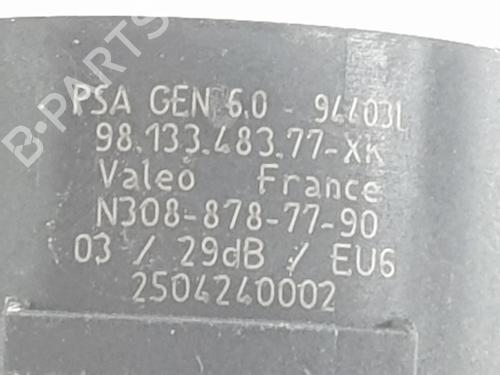 B-PARTS
PSA GEN 6.0 - 94403L
98.133.483.77-XK
Valeo France
N308-878-77-90
03 / 29dB / EU6
2504240002